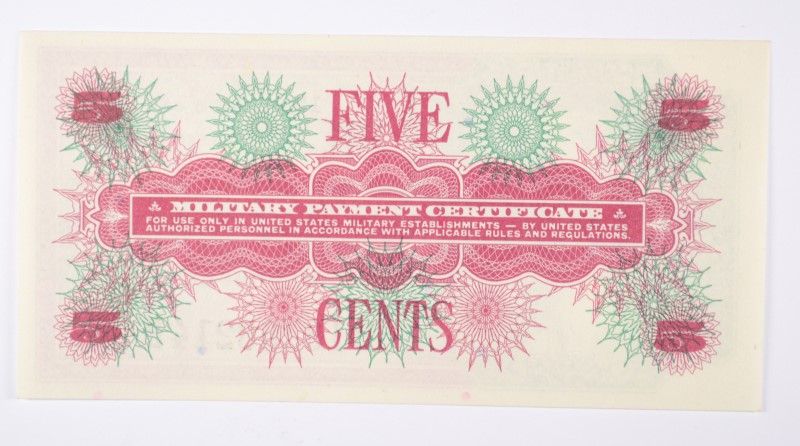 5 FIVE 5
MILITARY PAYMENT CERTIFICATE
FOR USE ONLY IN UNITED STATES MILITARY ESTABLISHMENTS — BY UNITED STATES
AUTHORIZED PERSONNEL IN ACCORDANCE WITH APPLICABLE RULES AND REGULATIONS.
5 CENTS 5